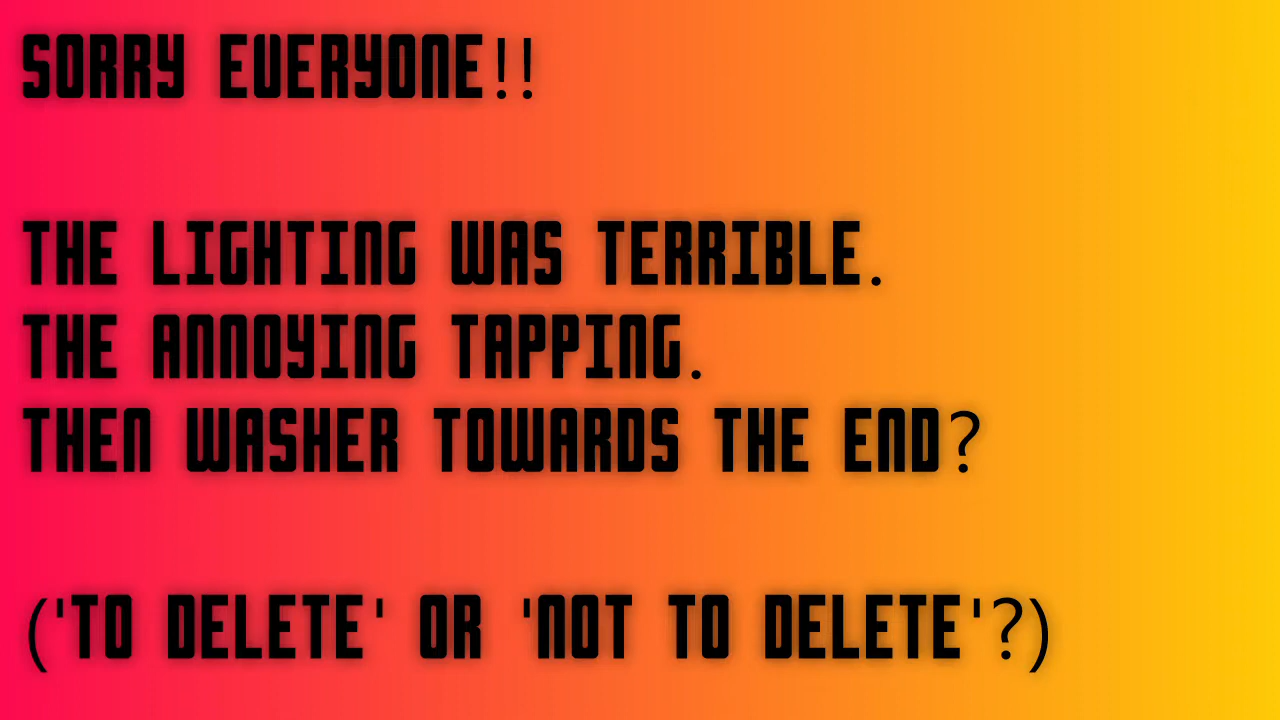 SORRY EVERYONE!!
THE LIGHTING WAS TERRIBLE.
THE ANNOYING TAPPING.
THEN WASHER TOWARDS THE END?
('TO DELETE' OR 'NOT TO DELETE'?)